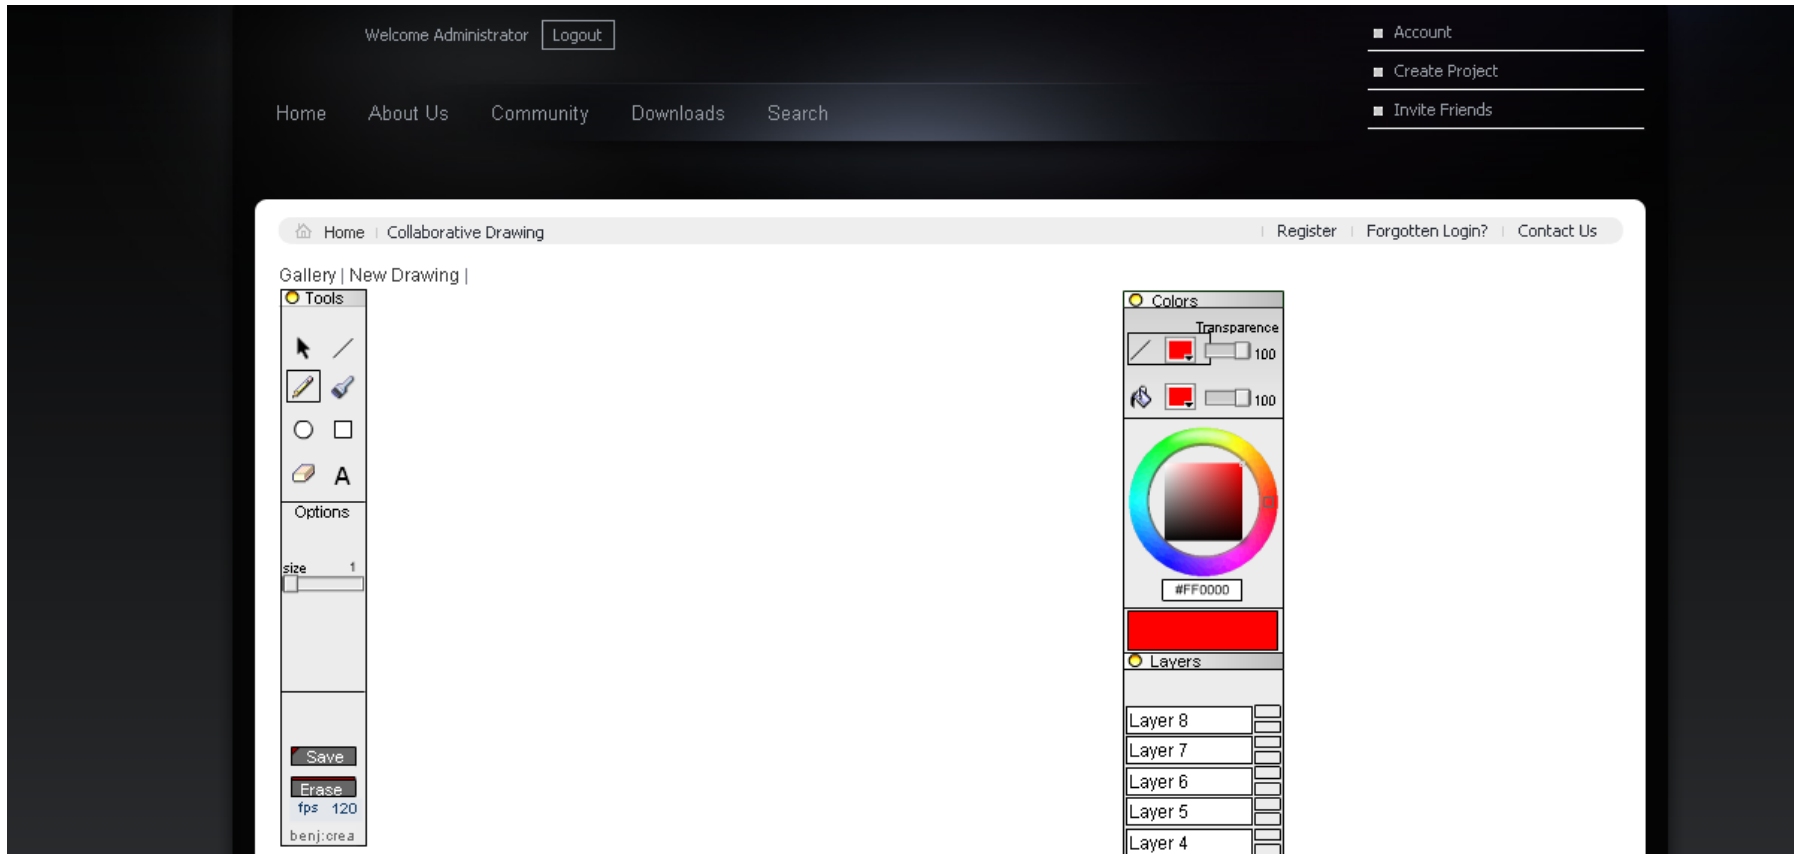 Welcome Administrator Logout
Account
Create Project
Invite Friends
Home About Us Community Downloads Search
Home Collaborative Drawing
Register Forgotten Login? Contact Us
Gallery | New Drawing |
Tools
Options
size 1
Save
Erase
fps 120
benj:crea
Colors
Transparence
100
100
#FF0000
Layers
Layer 8
Layer 7
Layer 6
Layer 5
Layer 4